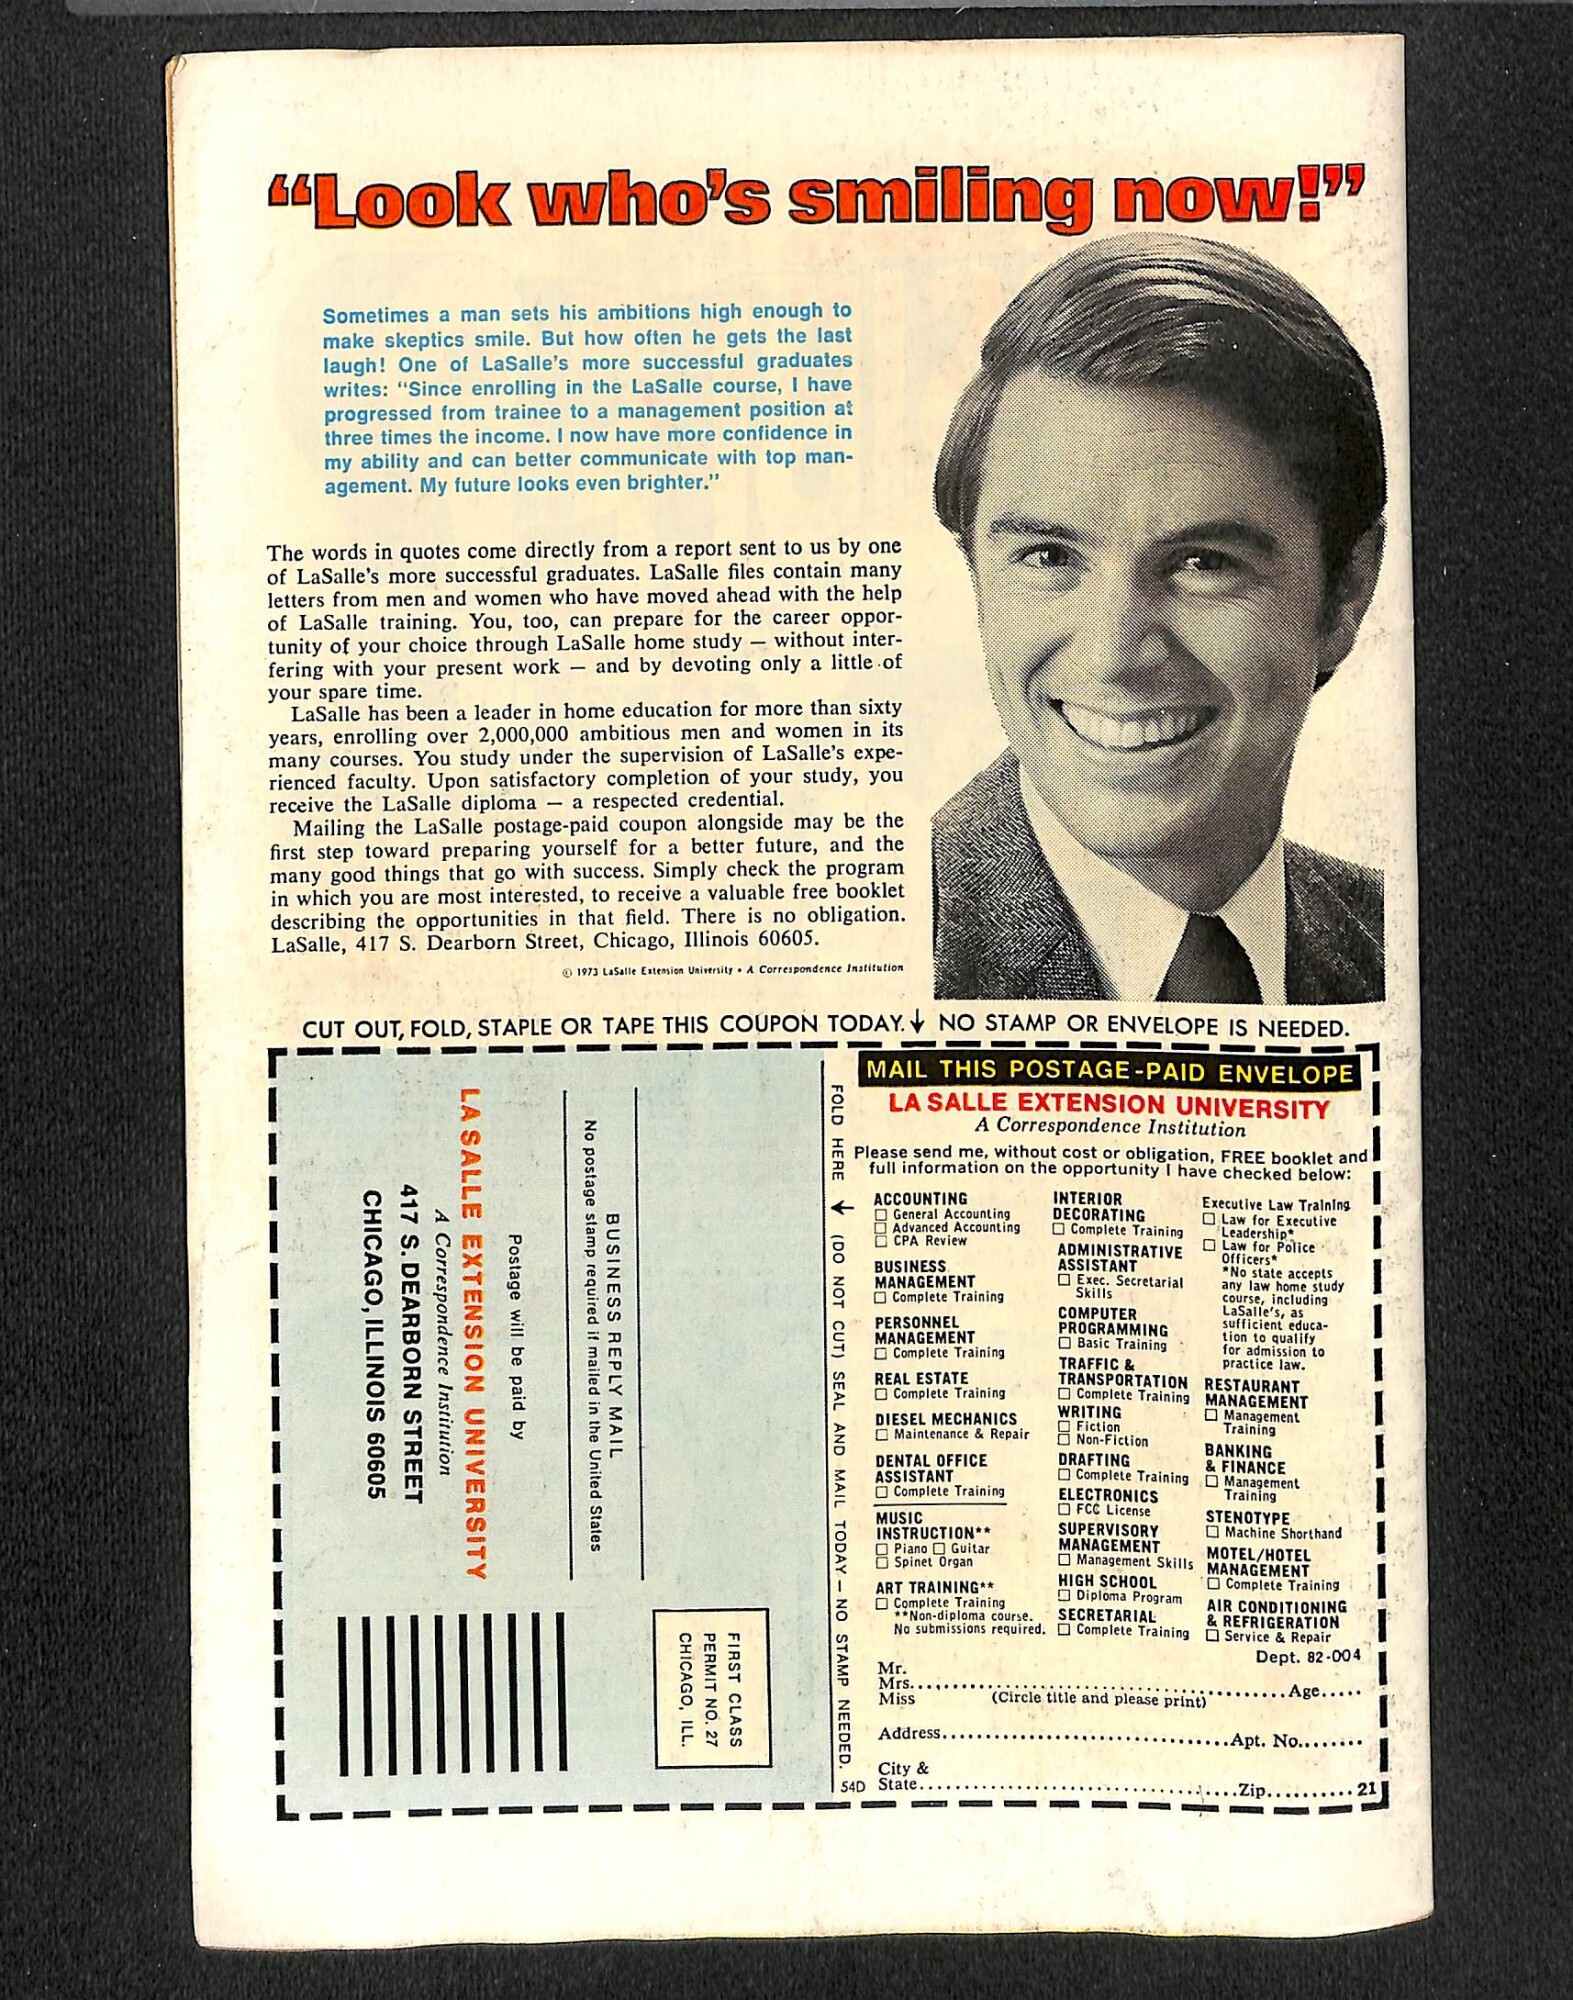 “Look who’s smiling now!”
Sometimes a man sets his ambitions high enough to
make skeptics smile. But how often he gets the last
laugh! One of LaSalle’s more successful graduates
writes: “Since enrolling in the LaSalle course, I have
progressed from trainee to a management position at
three times the income. I now have more confidence in
my ability and can better communicate with top man-
agement. My future looks even brighter.”
The words in quotes come directly from a report sent to us by one
of LaSalle’s more successful graduates. LaSalle files contain many
letters from men and women who have moved ahead with the help
of LaSalle training. You, too, can prepare for the career oppor-
tunity of your choice through LaSalle home study — without inter-
fering with your present work — and by devoting only a little of
your spare time.
LaSalle has been a leader in home education for more than sixty
years, enrolling over 2,000,000 ambitious men and women in its
many courses. You study under the supervision of LaSalle’s expe-
rienced faculty. Upon satisfactory completion of your study, you
receive the LaSalle diploma — a respected credential.
Mailing the LaSalle postage-paid coupon alongside may be the
first step toward preparing yourself for a better future, and the
many good things that go with success. Simply check the program
in which you are most interested, to receive a valuable free booklet
describing the opportunities in that field. There is no obligation.
LaSalle, 417 S. Dearborn Street, Chicago, Illinois 60605.
© 1973 LaSalle Extension University • A Correspondence Institution
CUT OUT, FOLD, STAPLE OR TAPE THIS COUPON TODAY. ↓ NO STAMP OR ENVELOPE IS NEEDED.
FIRST CLASS
PERMIT NO. 27
CHICAGO, ILL.
BUSINESS REPLY MAIL
No postage stamp required if mailed in the United States
Postage will be paid by
LA SALLE EXTENSION UNIVERSITY
A Correspondence Institution
417 S. DEARBORN STREET
CHICAGO, ILLINOIS 60605
FOLD HERE ↓ (DO NOT CUT) SEAL AND MAIL TODAY — NO STAMP NEEDED.
MAIL THIS POSTAGE-PAID ENVELOPE
LA SALLE EXTENSION UNIVERSITY
A Correspondence Institution
Please send me, without cost or obligation, FREE booklet and
full information on the opportunity I have checked below:
ACCOUNTING
☐ General Accounting
☐ Advanced Accounting
☐ CPA Review
BUSINESS
MANAGEMENT
☐ Complete Training
PERSONNEL
MANAGEMENT
☐ Complete Training
REAL ESTATE
☐ Complete Training
DIESEL MECHANICS
☐ Maintenance & Repair
DENTAL OFFICE
ASSISTANT
☐ Complete Training
MUSIC
INSTRUCTION**
☐ Piano ☐ Guitar
☐ Spinet Organ
ART TRAINING**
☐ Complete Training
**Non-diploma course.
No submissions required.
INTERIOR
DECORATING
☐ Complete Training
ADMINISTRATIVE
ASSISTANT
☐ Exec. Secretarial
Skills
COMPUTER
PROGRAMMING
☐ Basic Training
TRAFFIC &
TRANSPORTATION
☐ Complete Training
WRITING
☐ Fiction
☐ Non-Fiction
DRAFTING
☐ Complete Training
ELECTRONICS
☐ FCC License
SUPERVISORY
MANAGEMENT
☐ Management Skills
HIGH SCHOOL
☐ Diploma Program
SECRETARIAL
☐ Complete Training
Executive Law Training
☐ Law for Executive
Leadership*
☐ Law for Police
Officers*
*No state accepts
any law home study
course, including
LaSalle’s, as
sufficient educa-
tion to qualify
for admission to
practice law.
RESTAURANT
MANAGEMENT
☐ Management
Training
BANKING
& FINANCE
☐ Management
Training
STENOTYPE
☐ Machine Shorthand
MOTEL/HOTEL
MANAGEMENT
☐ Complete Training
AIR CONDITIONING
& REFRIGERATION
☐ Service & Repair
Dept. 82-004
Mr.
Mrs. ........ Age.....
Miss (Circle title and please print)
Address........ Apt. No........
City &
54D State........ Zip.......... 21